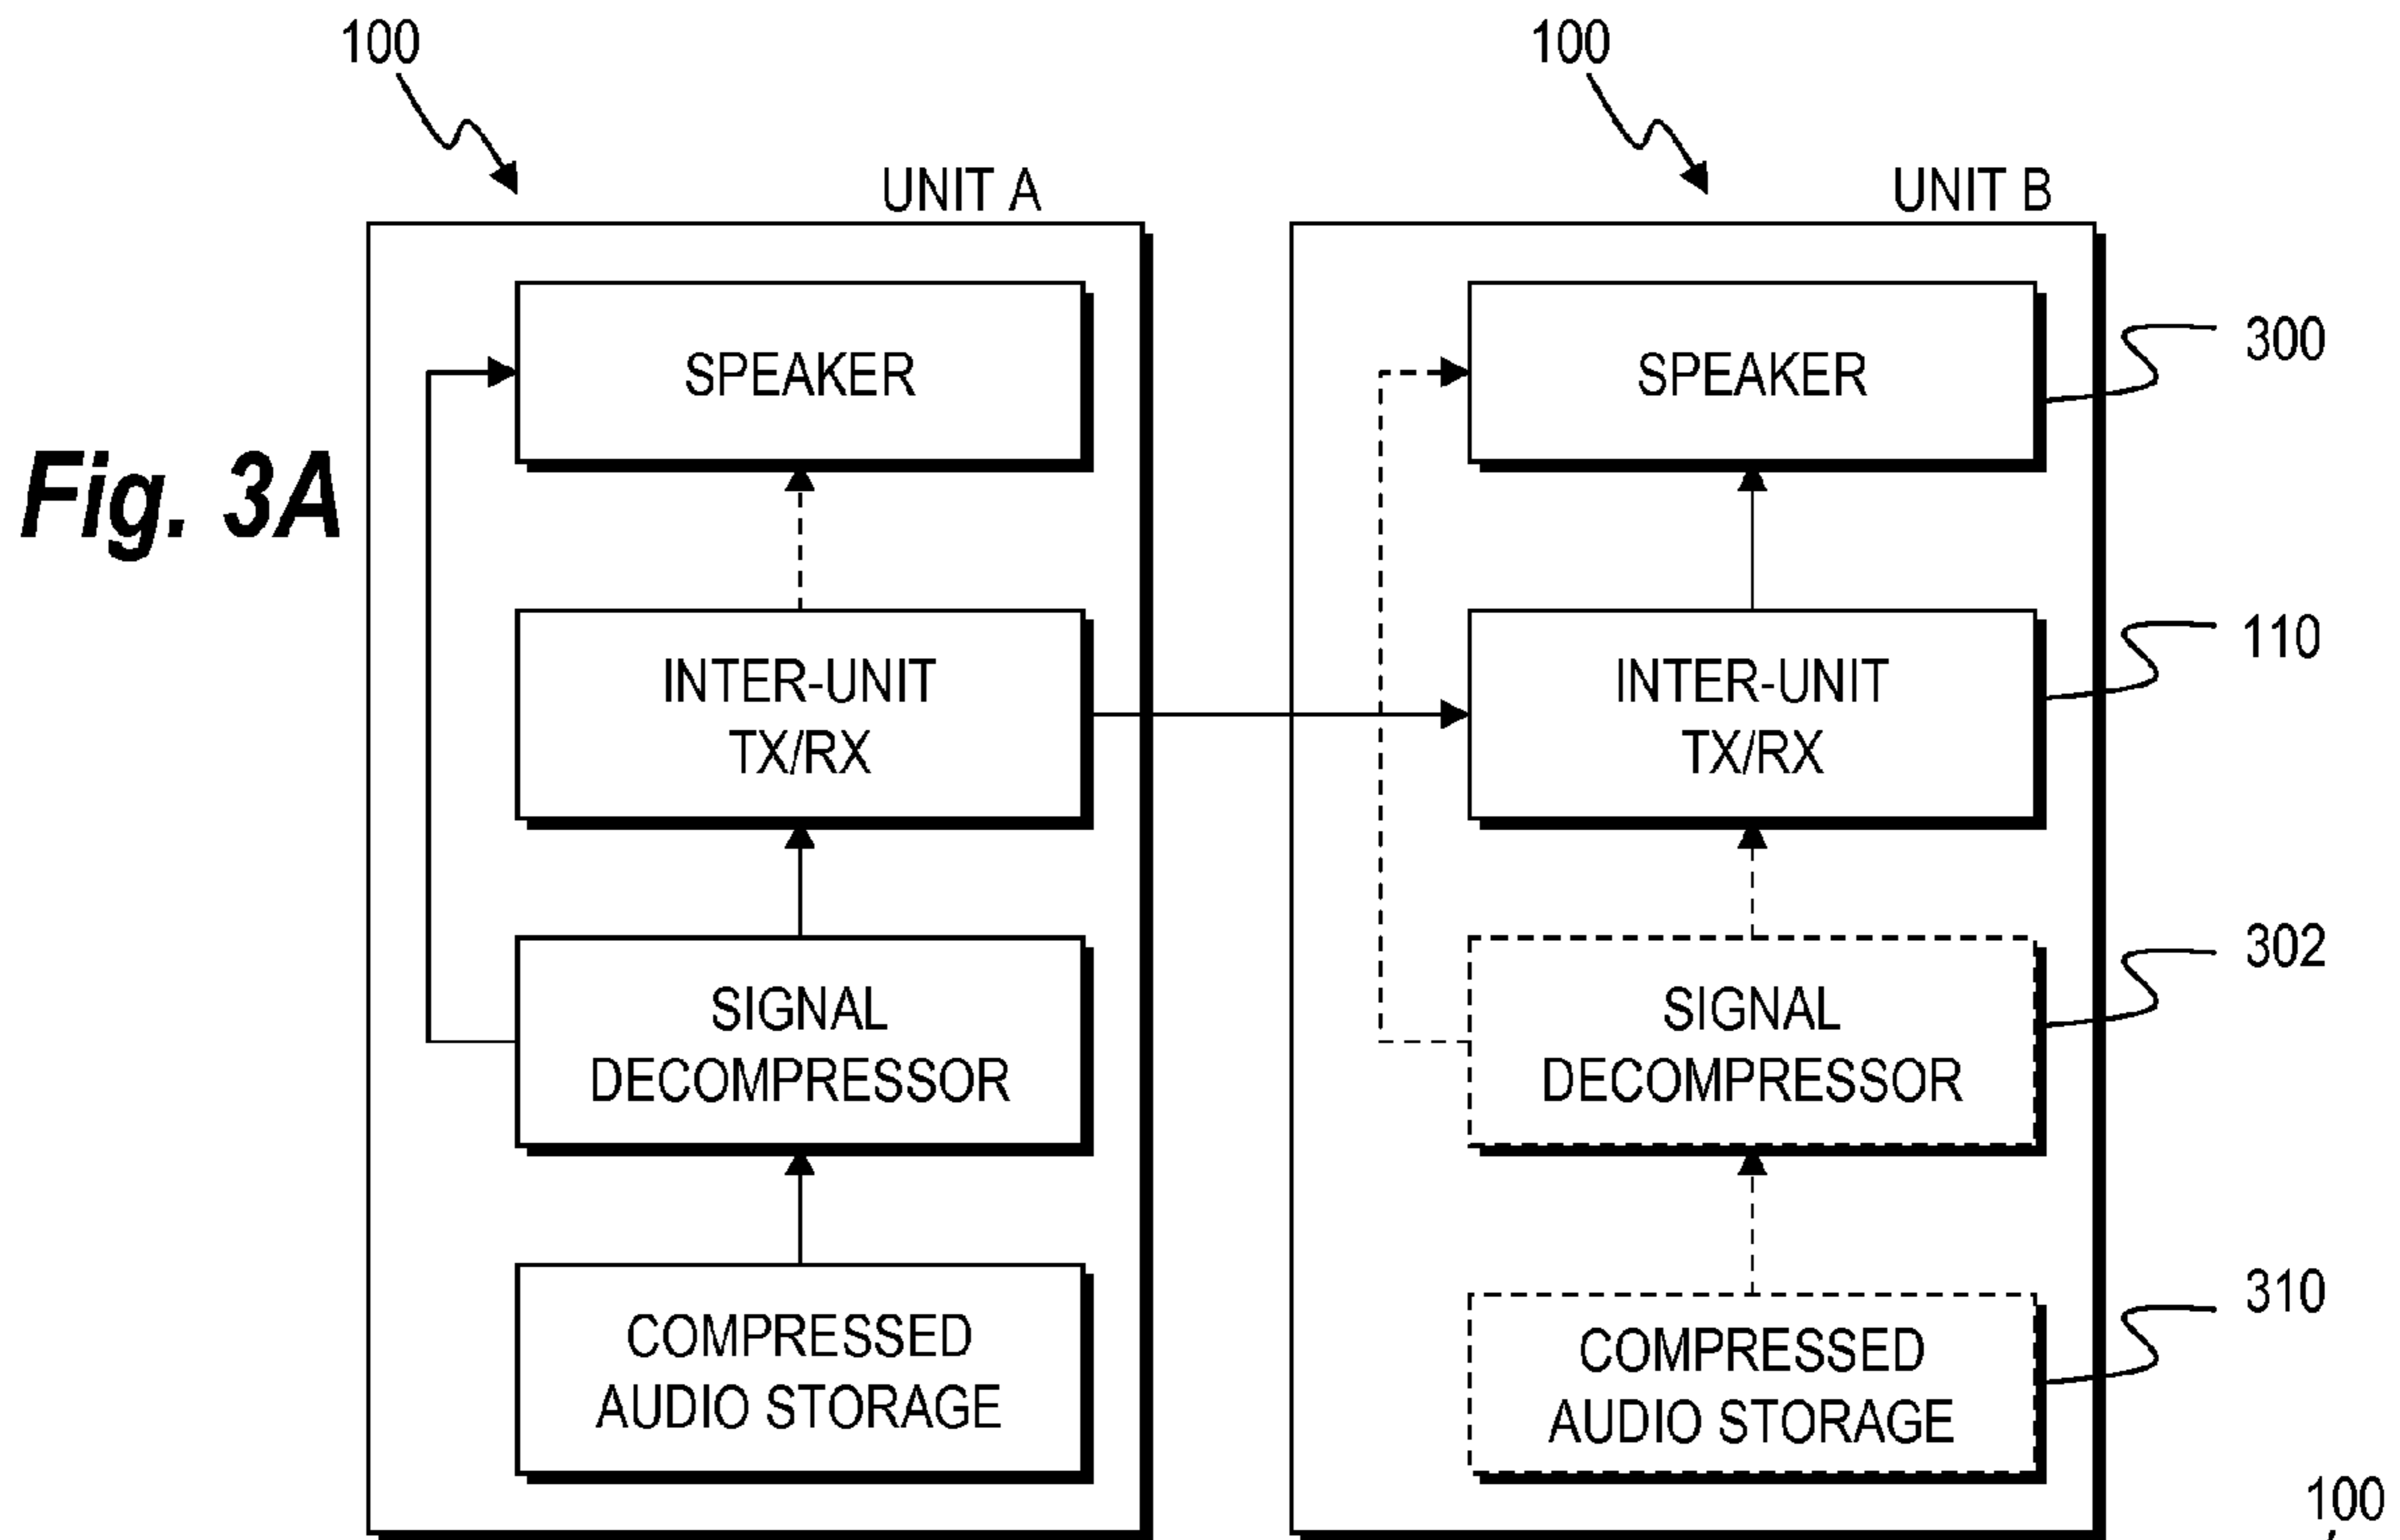 100
100
UNIT A
UNIT B
Fig. 3A
SPEAKER
INTER-UNIT
TX/RX
SIGNAL
DECOMPRESSOR
COMPRESSED
AUDIO STORAGE
SPEAKER
INTER-UNIT
TX/RX
SIGNAL
DECOMPRESSOR
COMPRESSED
AUDIO STORAGE
300
110
302
310
100